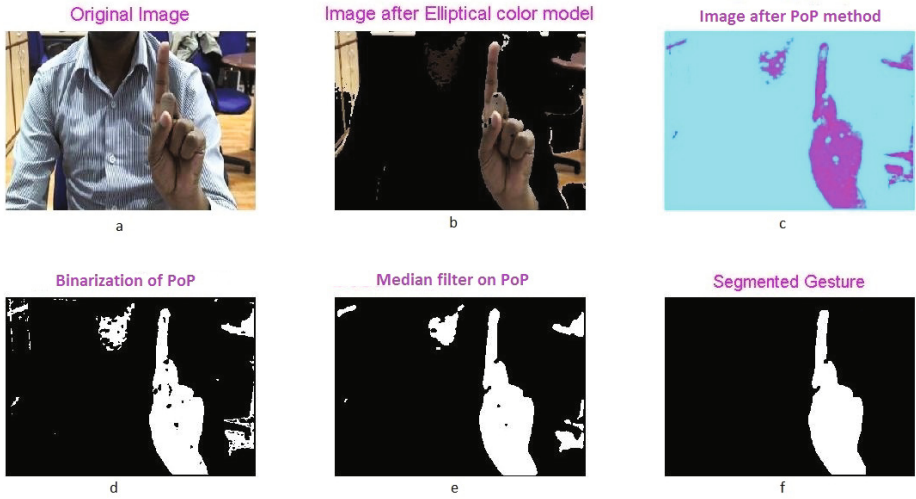 Original Image
Image after Elliptical color model
Image after PoP method
a
b
c
Binarization of PoP
Median filter on PoP
Segmented Gesture
d
e
f